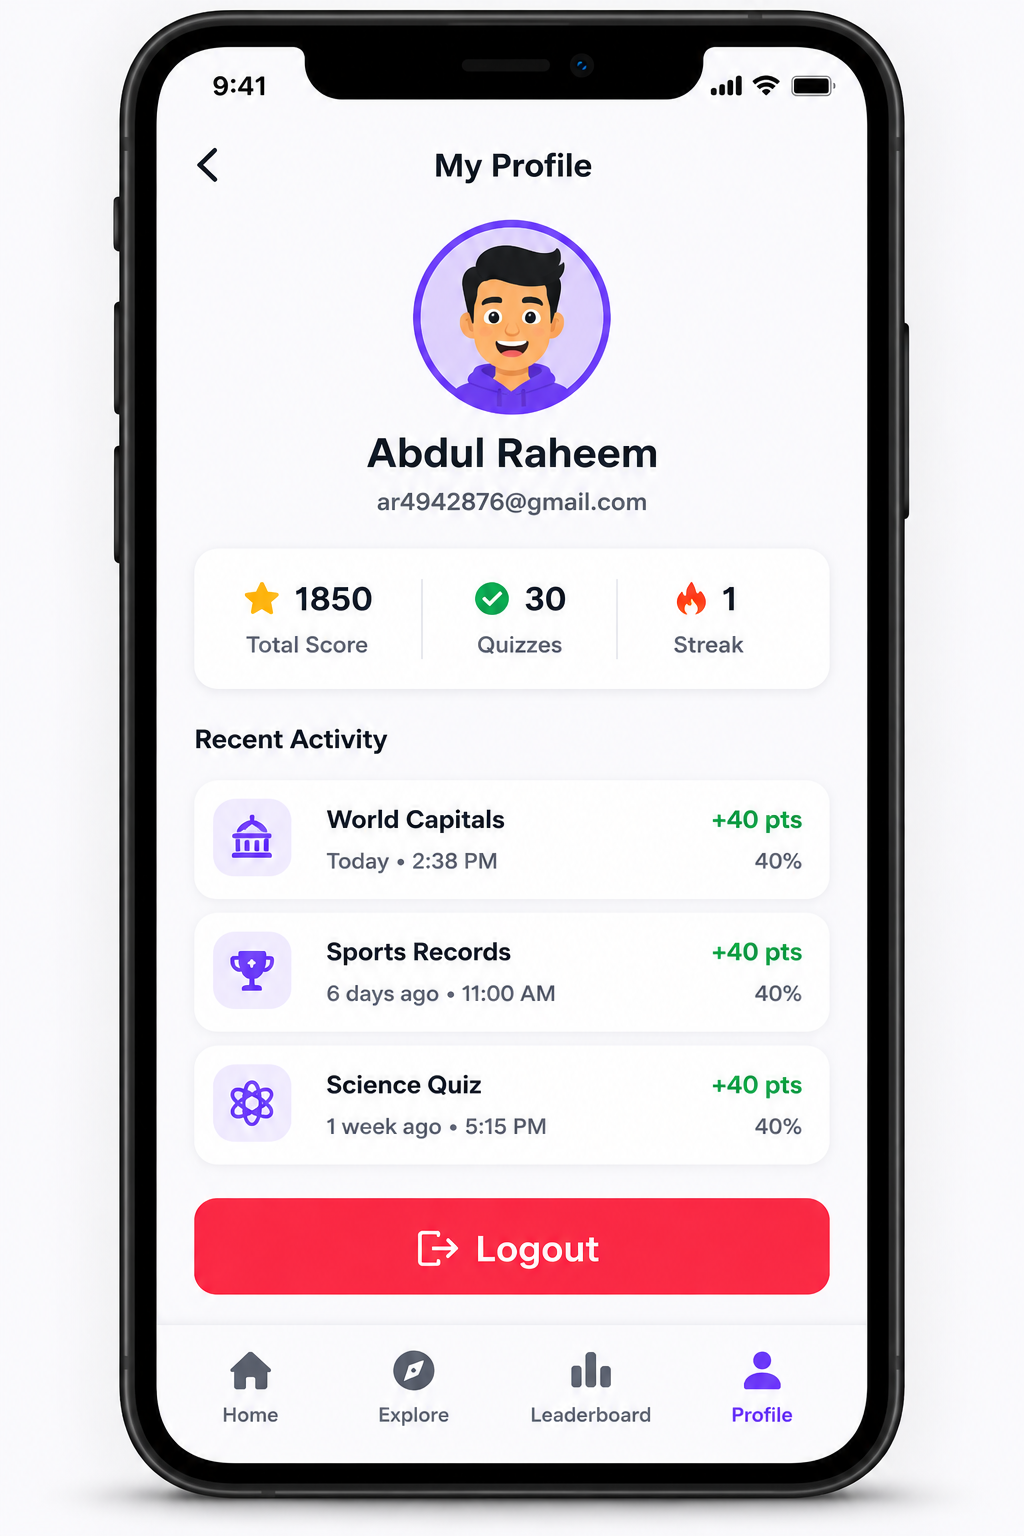 9:41
My Profile
Abdul Raheem
ar4942876@gmail.com
1850
Total Score
30
Quizzes
1
Streak
Recent Activity
World Capitals
+40 pts
Today • 2:38 PM
40%
Sports Records
+40 pts
6 days ago • 11:00 AM
40%
Science Quiz
+40 pts
1 week ago • 5:15 PM
40%
Logout
Home
Explore
Leaderboard
Profile